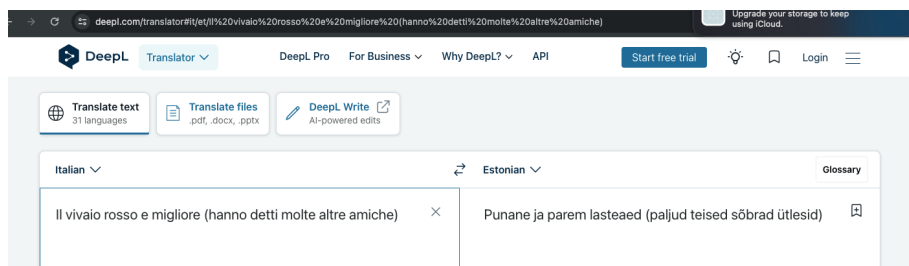 deepl.com/translator#it/et/Il%20vivaio%20rosso%20e%20migliore%20(hanno%20detti%20molte%20altre%20amiche)
Upgrade your storage to keep
using iCloud.
DeepL Translator DeepL Pro For Business Why DeepL? API Start free trial Login
Translate text
31 languages
Translate files
.pdf, .docx, .pptx
DeepL Write
AI-powered edits
Italian Estonian Glossary
Il vivaio rosso e migliore (hanno detti molte altre amiche)
Punane ja parem lasteaed (paljud teised sõbrad ütlesid)